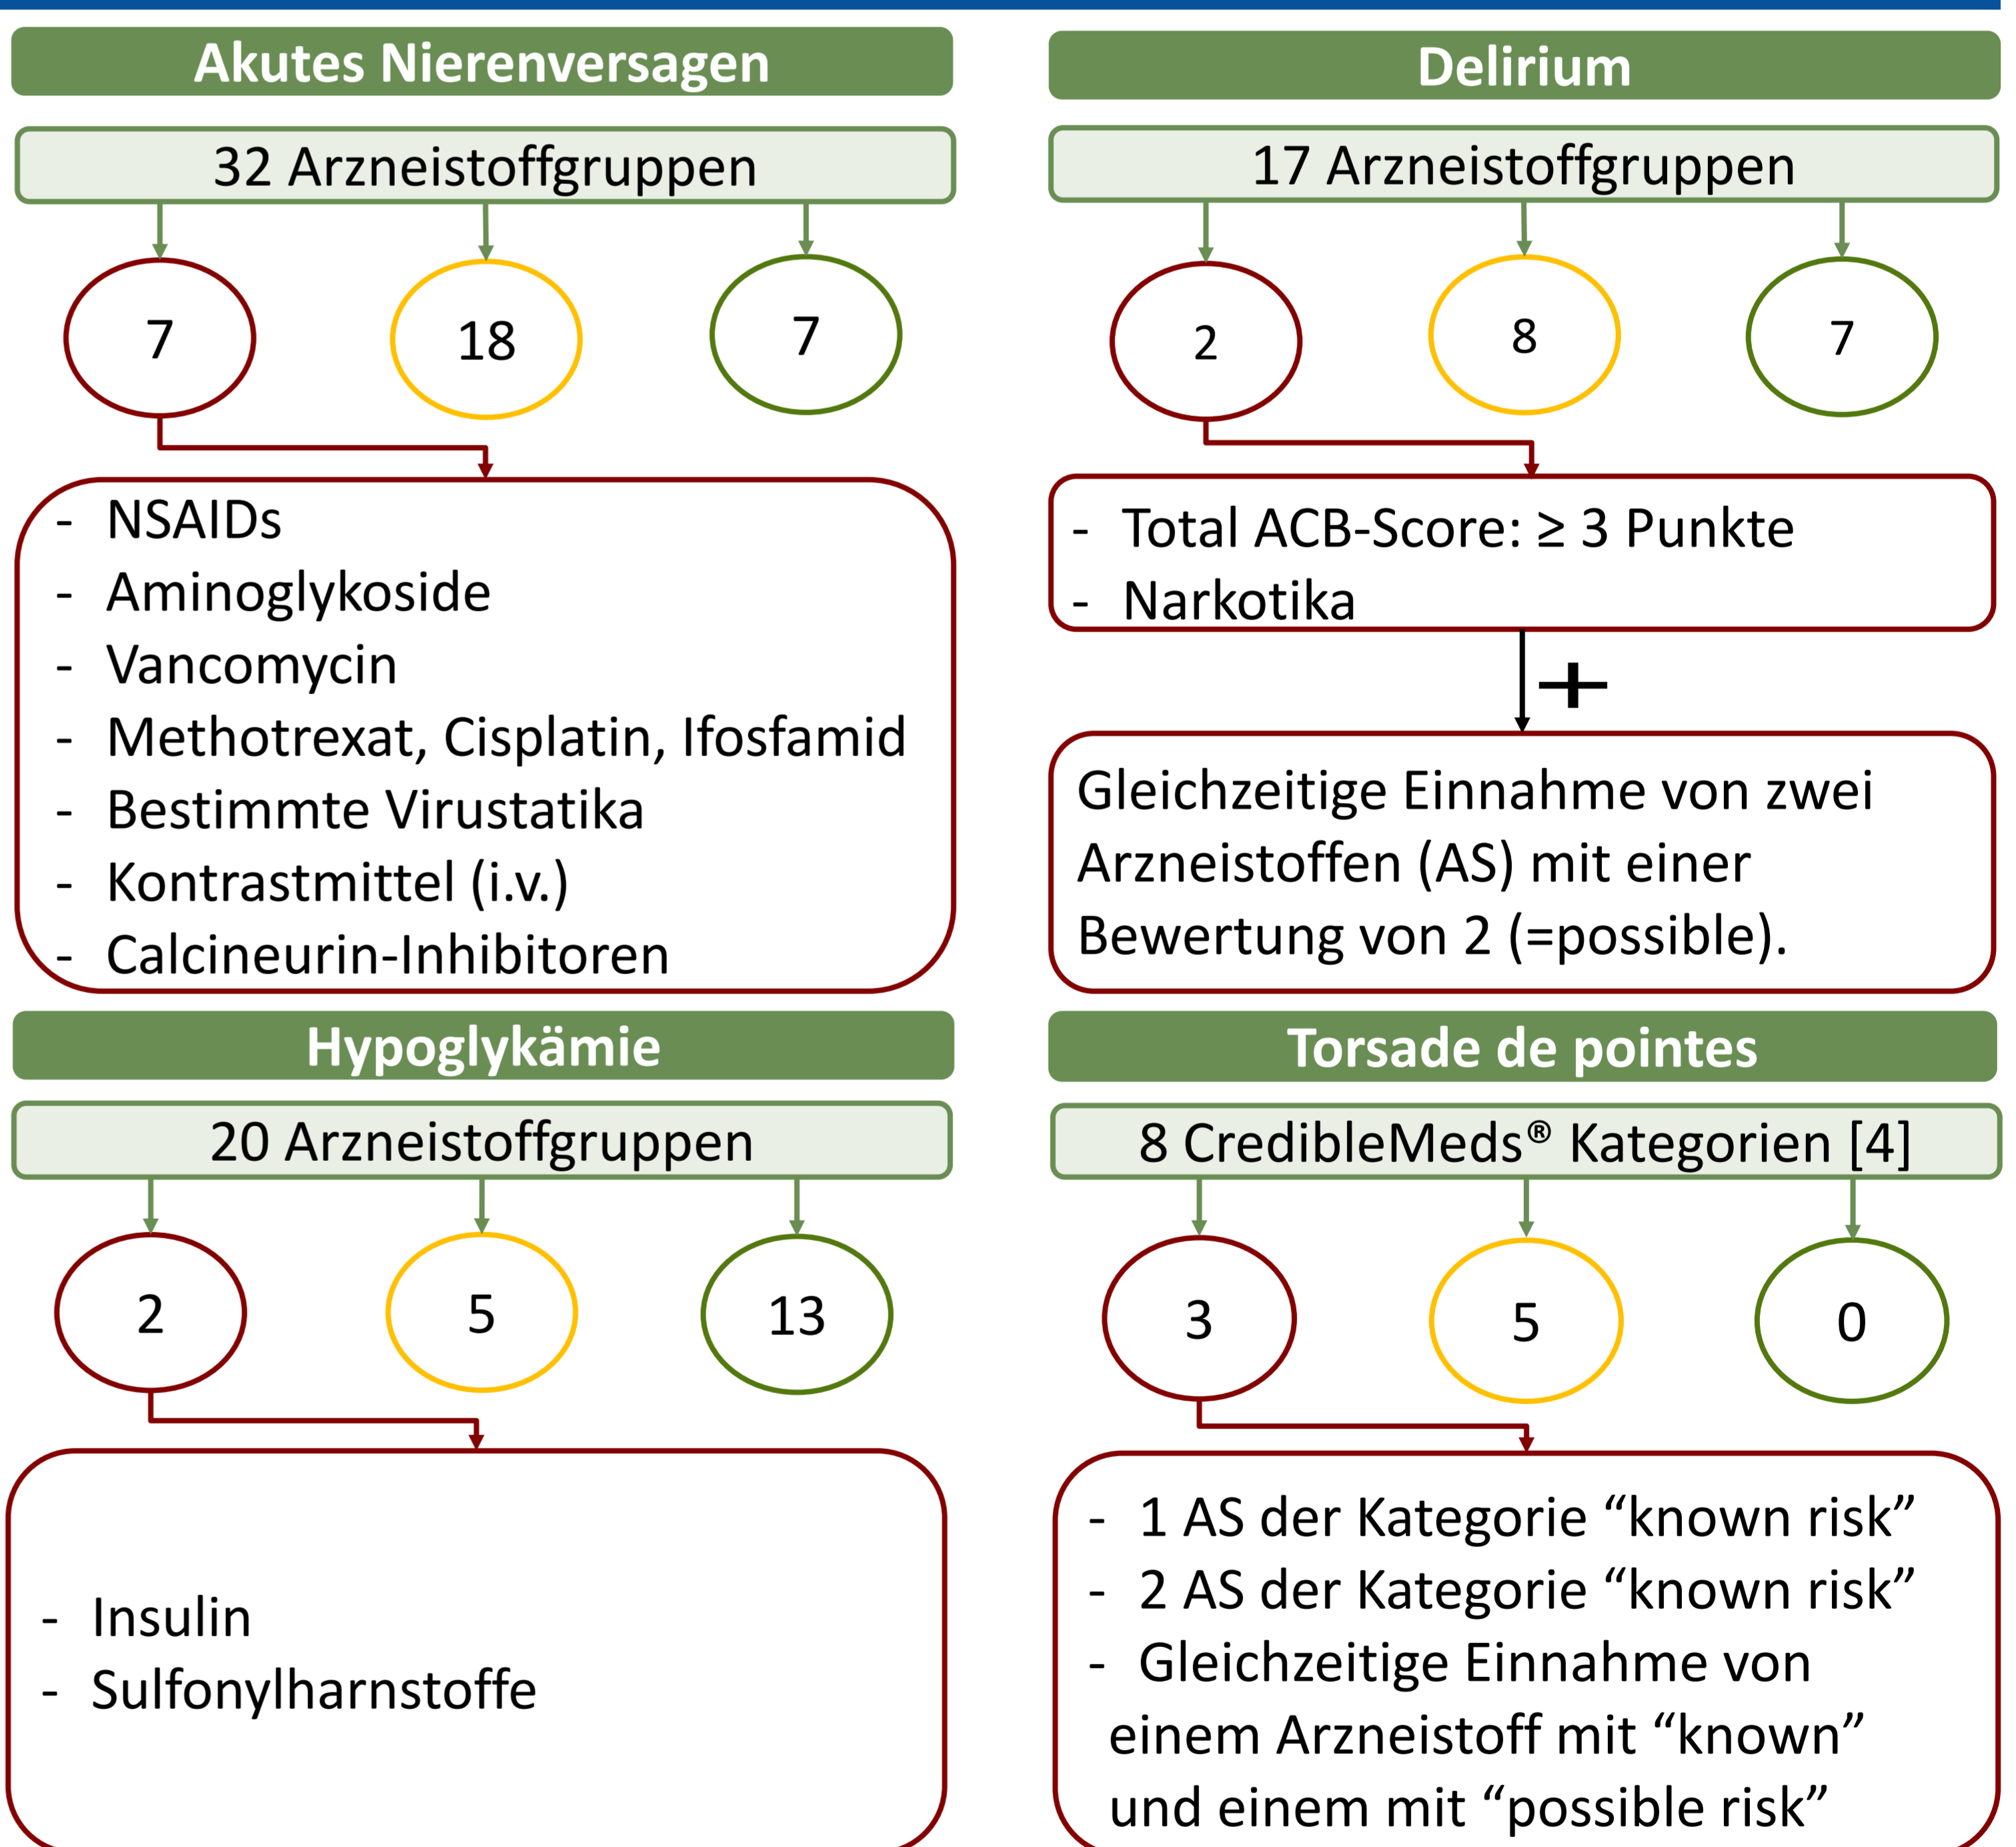 Akutes Nierenversagen
32 Arzneistoffgruppen
7
18
7
- NSAIDs
- Aminoglykoside
- Vancomycin
- Methotrexat, Cisplatin, Ifosfamid
- Bestimmte Virustatika
- Kontrastmittel (i.v.)
- Calcineurin-Inhibitoren
Delirium
17 Arzneistoffgruppen
2
8
7
- Total ACB-Score: ≥ 3 Punkte
- Narkotika
+
Gleichzeitige Einnahme von zwei
Arzneistoffen (AS) mit einer
Bewertung von 2 (=possible).
Hypoglykämie
20 Arzneistoffgruppen
2
5
13
- Insulin
- Sulfonylharnstoffe
Torsade de pointes
8 CredibleMeds® Kategorien [4]
3
5
0
- 1 AS der Kategorie “known risk”
- 2 AS der Kategorie “known risk”
- Gleichzeitige Einnahme von
einem Arzneistoff mit “known”
und einem mit “possible risk”